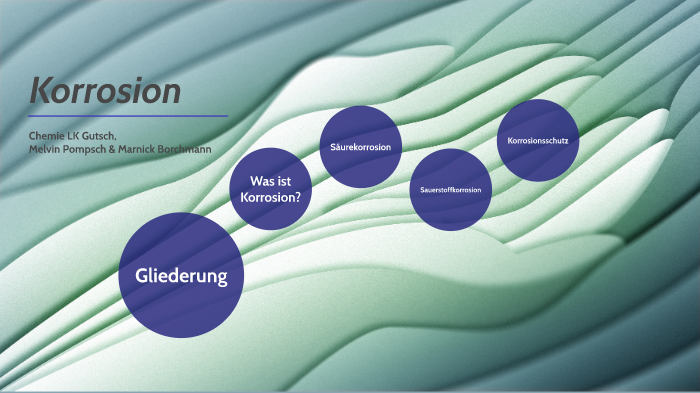 Korrosion
Chemie LK Gutsch,
Melvin Pompsch & Marnick Borchmann
Gliederung
Was ist
Korrosion?
Säurekorrosion
Sauerstoffkorrosion
Korrosionsschutz